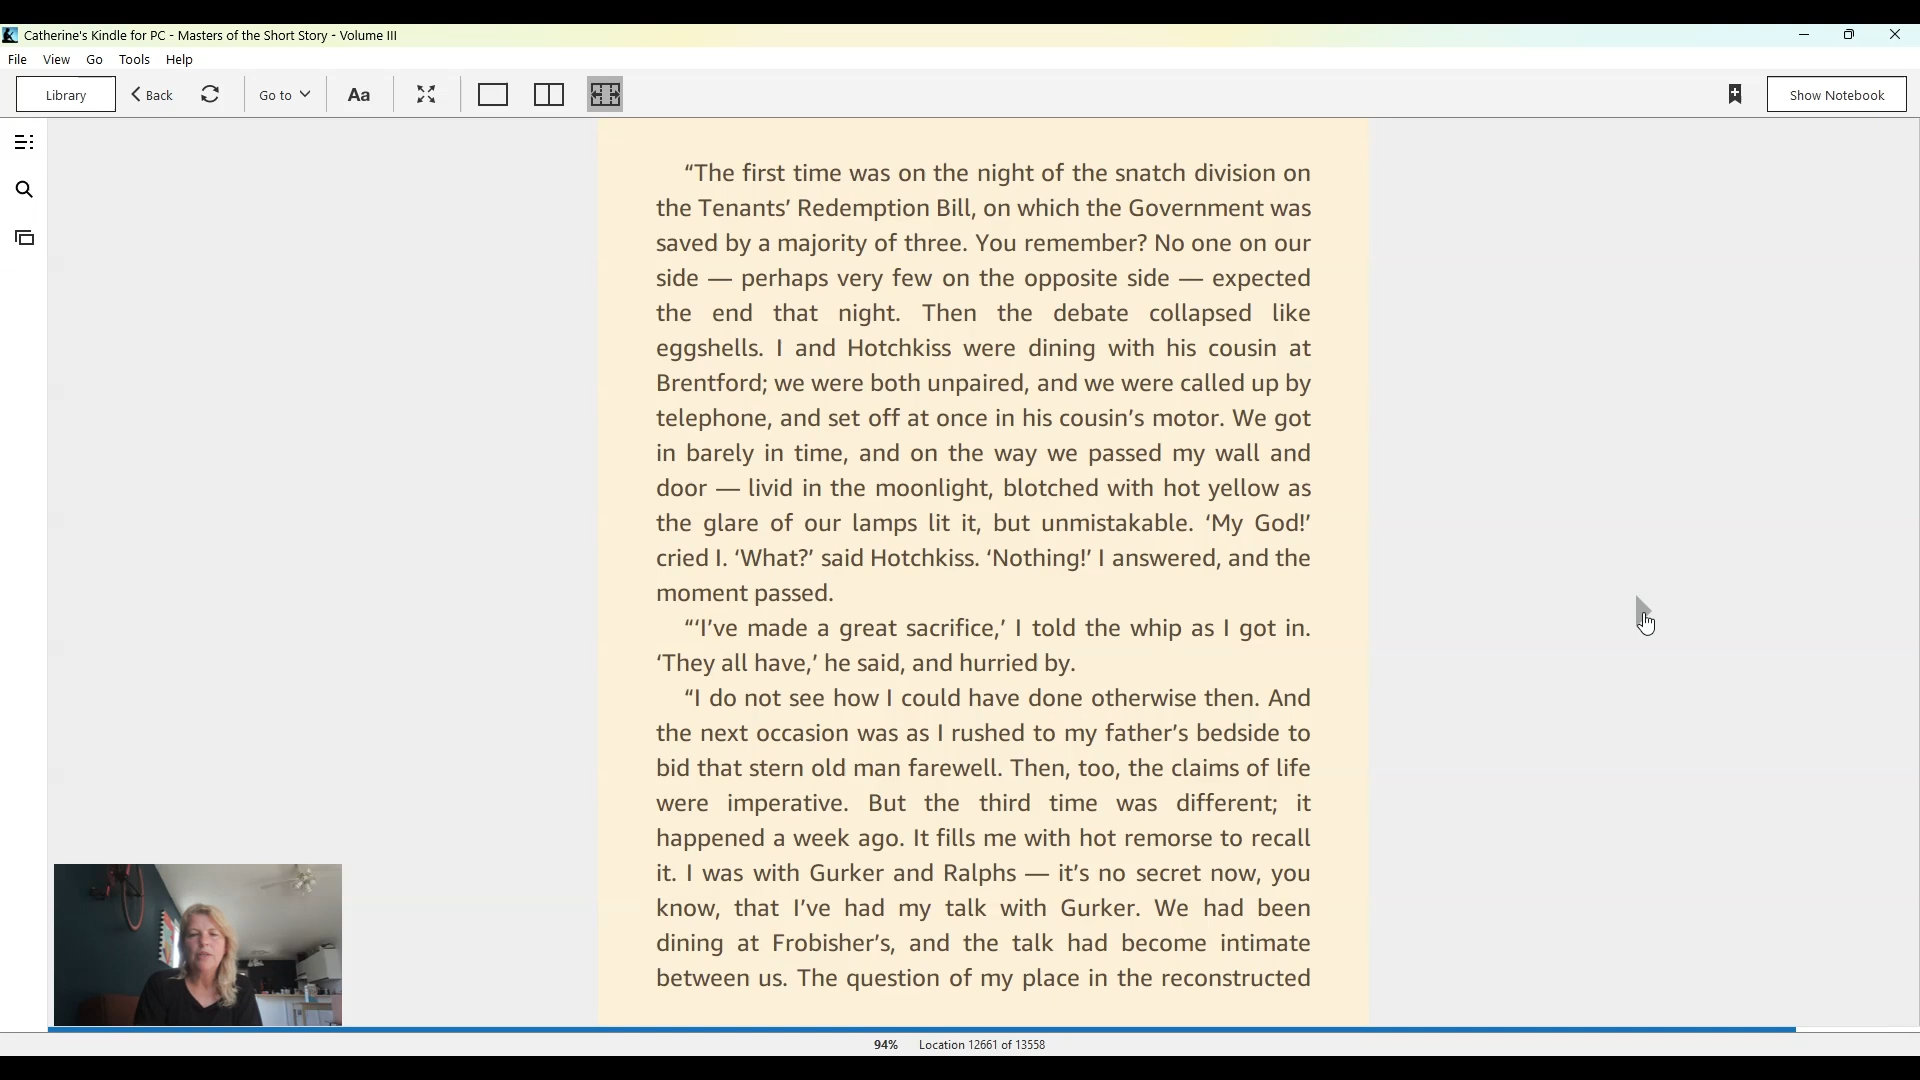 Catherine's Kindle for PC - Masters of the Short Story - Volume III
File View Go Tools Help
Library Back Go to Aa Show Notebook
“The first time was on the night of the snatch division on
the Tenants’ Redemption Bill, on which the Government was
saved by a majority of three. You remember? No one on our
side — perhaps very few on the opposite side — expected
the end that night. Then the debate collapsed like
eggshells. I and Hotchkiss were dining with his cousin at
Brentford; we were both unpaired, and we were called up by
telephone, and set off at once in his cousin’s motor. We got
in barely in time, and on the way we passed my wall and
door — livid in the moonlight, blotched with hot yellow as
the glare of our lamps lit it, but unmistakable. ‘My God!’
cried I. ‘What?’ said Hotchkiss. ‘Nothing!’ I answered, and the
moment passed.
“‘I’ve made a great sacrifice,’ I told the whip as I got in.
‘They all have,’ he said, and hurried by.
“I do not see how I could have done otherwise then. And
the next occasion was as I rushed to my father’s bedside to
bid that stern old man farewell. Then, too, the claims of life
were imperative. But the third time was different; it
happened a week ago. It fills me with hot remorse to recall
it. I was with Gurker and Ralphs — it’s no secret now, you
know, that I’ve had my talk with Gurker. We had been
dining at Frobisher’s, and the talk had become intimate
between us. The question of my place in the reconstructed
94% Location 12661 of 13558